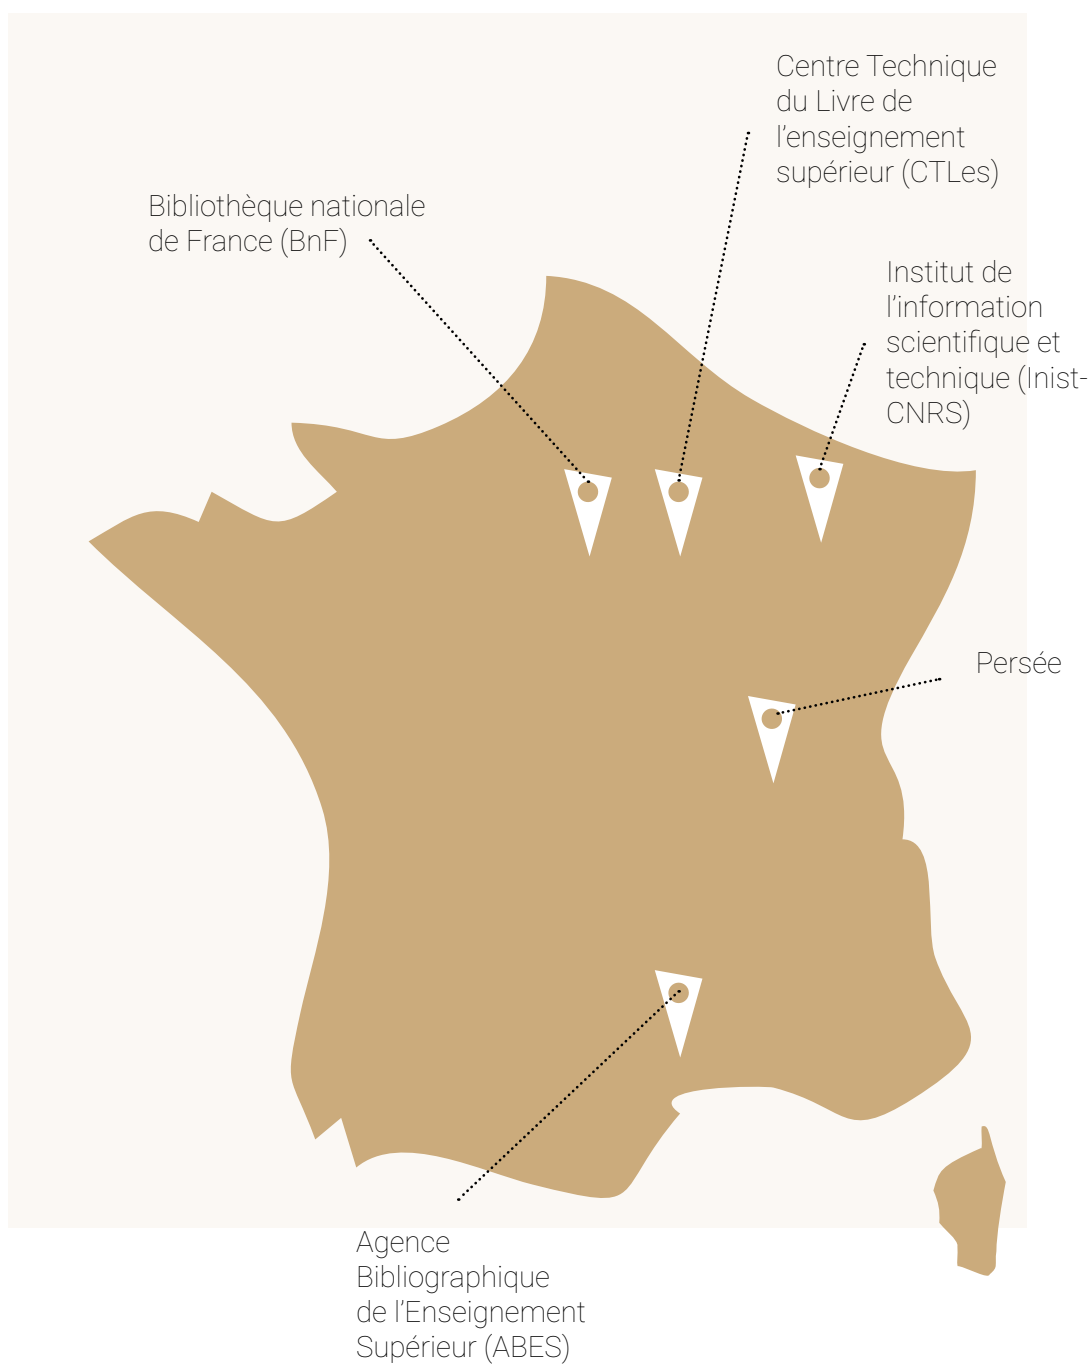 Centre Technique
du Livre de
l'enseignement
supérieur (CTLes)
Bibliothèque nationale
de France (BnF)
Institut de
l'information
scientifique et
technique (Inist-
CNRS)
Persée
Agence
Bibliographique
de l'Enseignement
Supérieur (ABES)